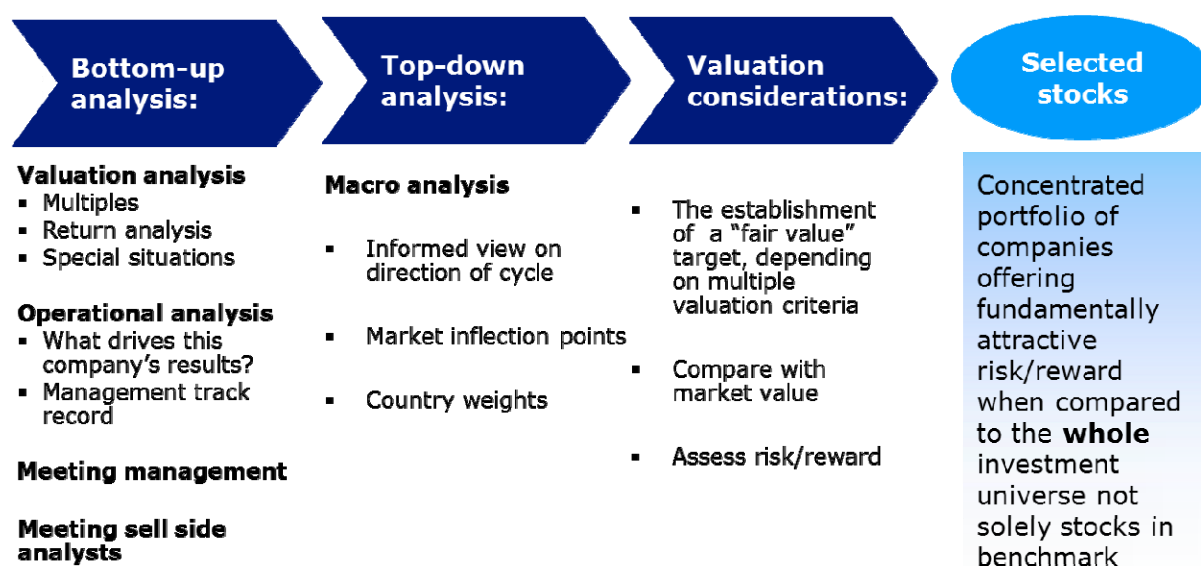 Bottom-up
analysis:
Valuation analysis
▪ Multiples
▪ Return analysis
▪ Special situations
Operational analysis
▪ What drives this
company's results?
▪ Management track
record
Meeting management
Meeting sell side
analysts
Top-down
analysis:
Macro analysis
▪ Informed view on
direction of cycle
▪ Market inflection points
▪ Country weights
Valuation
considerations:
▪ The establishment
of a “fair value”
target, depending
on multiple
valuation criteria
▪ Compare with
market value
▪ Assess risk/reward
Selected
stocks
Concentrated
portfolio of
companies
offering
fundamentally
attractive
risk/reward
when compared
to the whole
investment
universe not
solely stocks in
benchmark